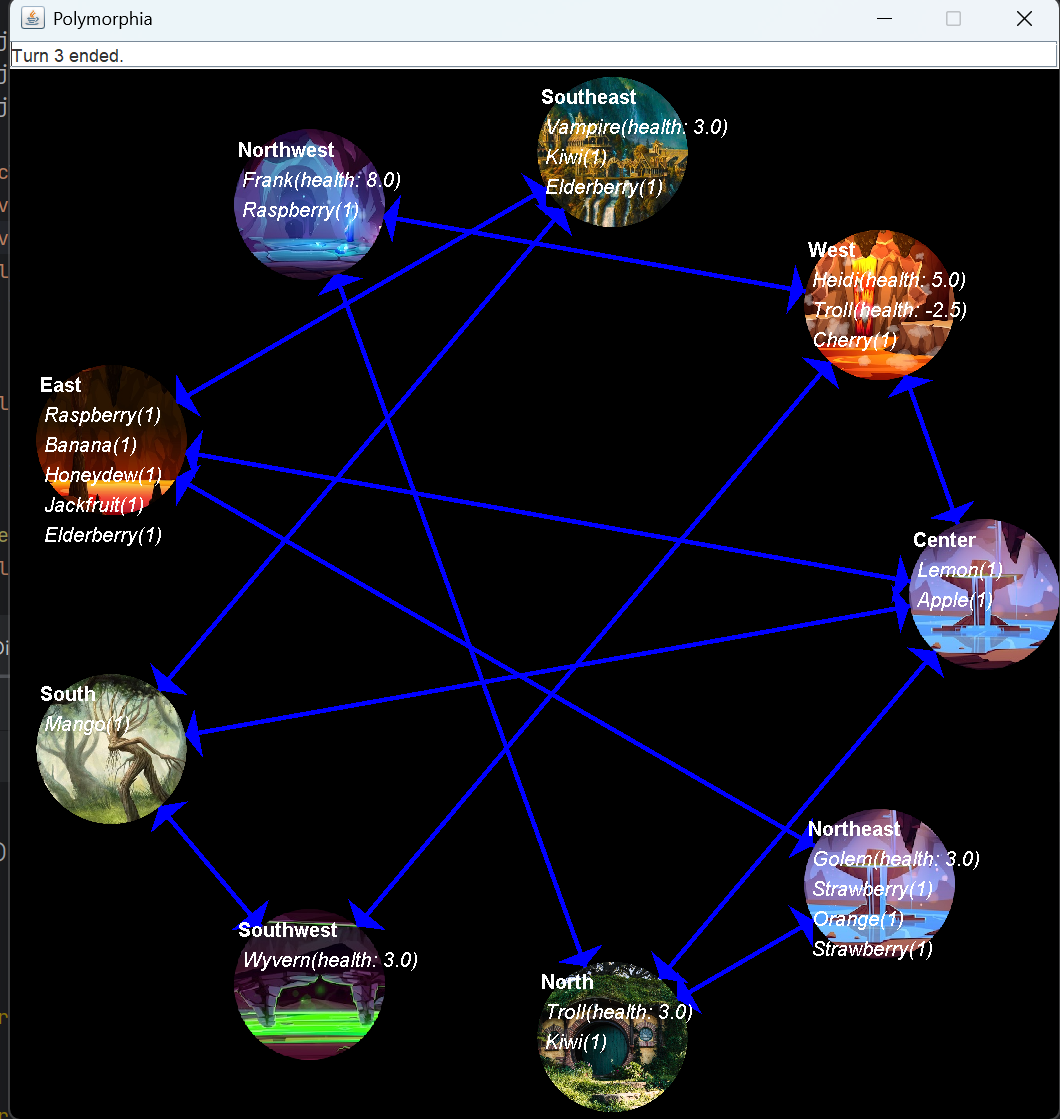 Polymorphia
Turn 3 ended.
Southeast
Vampire(health: 3.0)
Kiwi(1)
Elderberry(1)
Northwest
Frank(health: 8.0)
Raspberry(1)
West
Heidi(health: 5.0)
Troll(health: -2.5)
Cherry(1)
East
Raspberry(1)
Banana(1)
Honeydew(1)
Jackfruit(1)
Elderberry(1)
Center
Lemon(1)
Apple(1)
South
Mango(1)
Northeast
Golem(health: 3.0)
Strawberry(1)
Orange(1)
Strawberry(1)
Southwest
Wyvern(health: 3.0)
North
Troll(health: 3.0)
Kiwi(1)